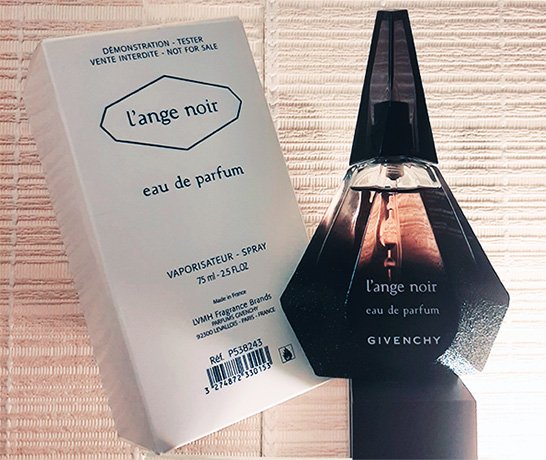 DÉMONSTRATION - TESTER
VENTE INTERDITE - NOT FOR SALE
l'ange noir
eau de parfum
VAPORISATEUR - SPRAY
75 ml - 2.5 FL.OZ
Made in France
LVMH Fragrance Brands
PARFUMS GIVENCHY
92300 LEVALLOIS - PARIS - FRANCE
Réf. P538243
3 274872 330153
l'ange noir
eau de parfum
GIVENCHY